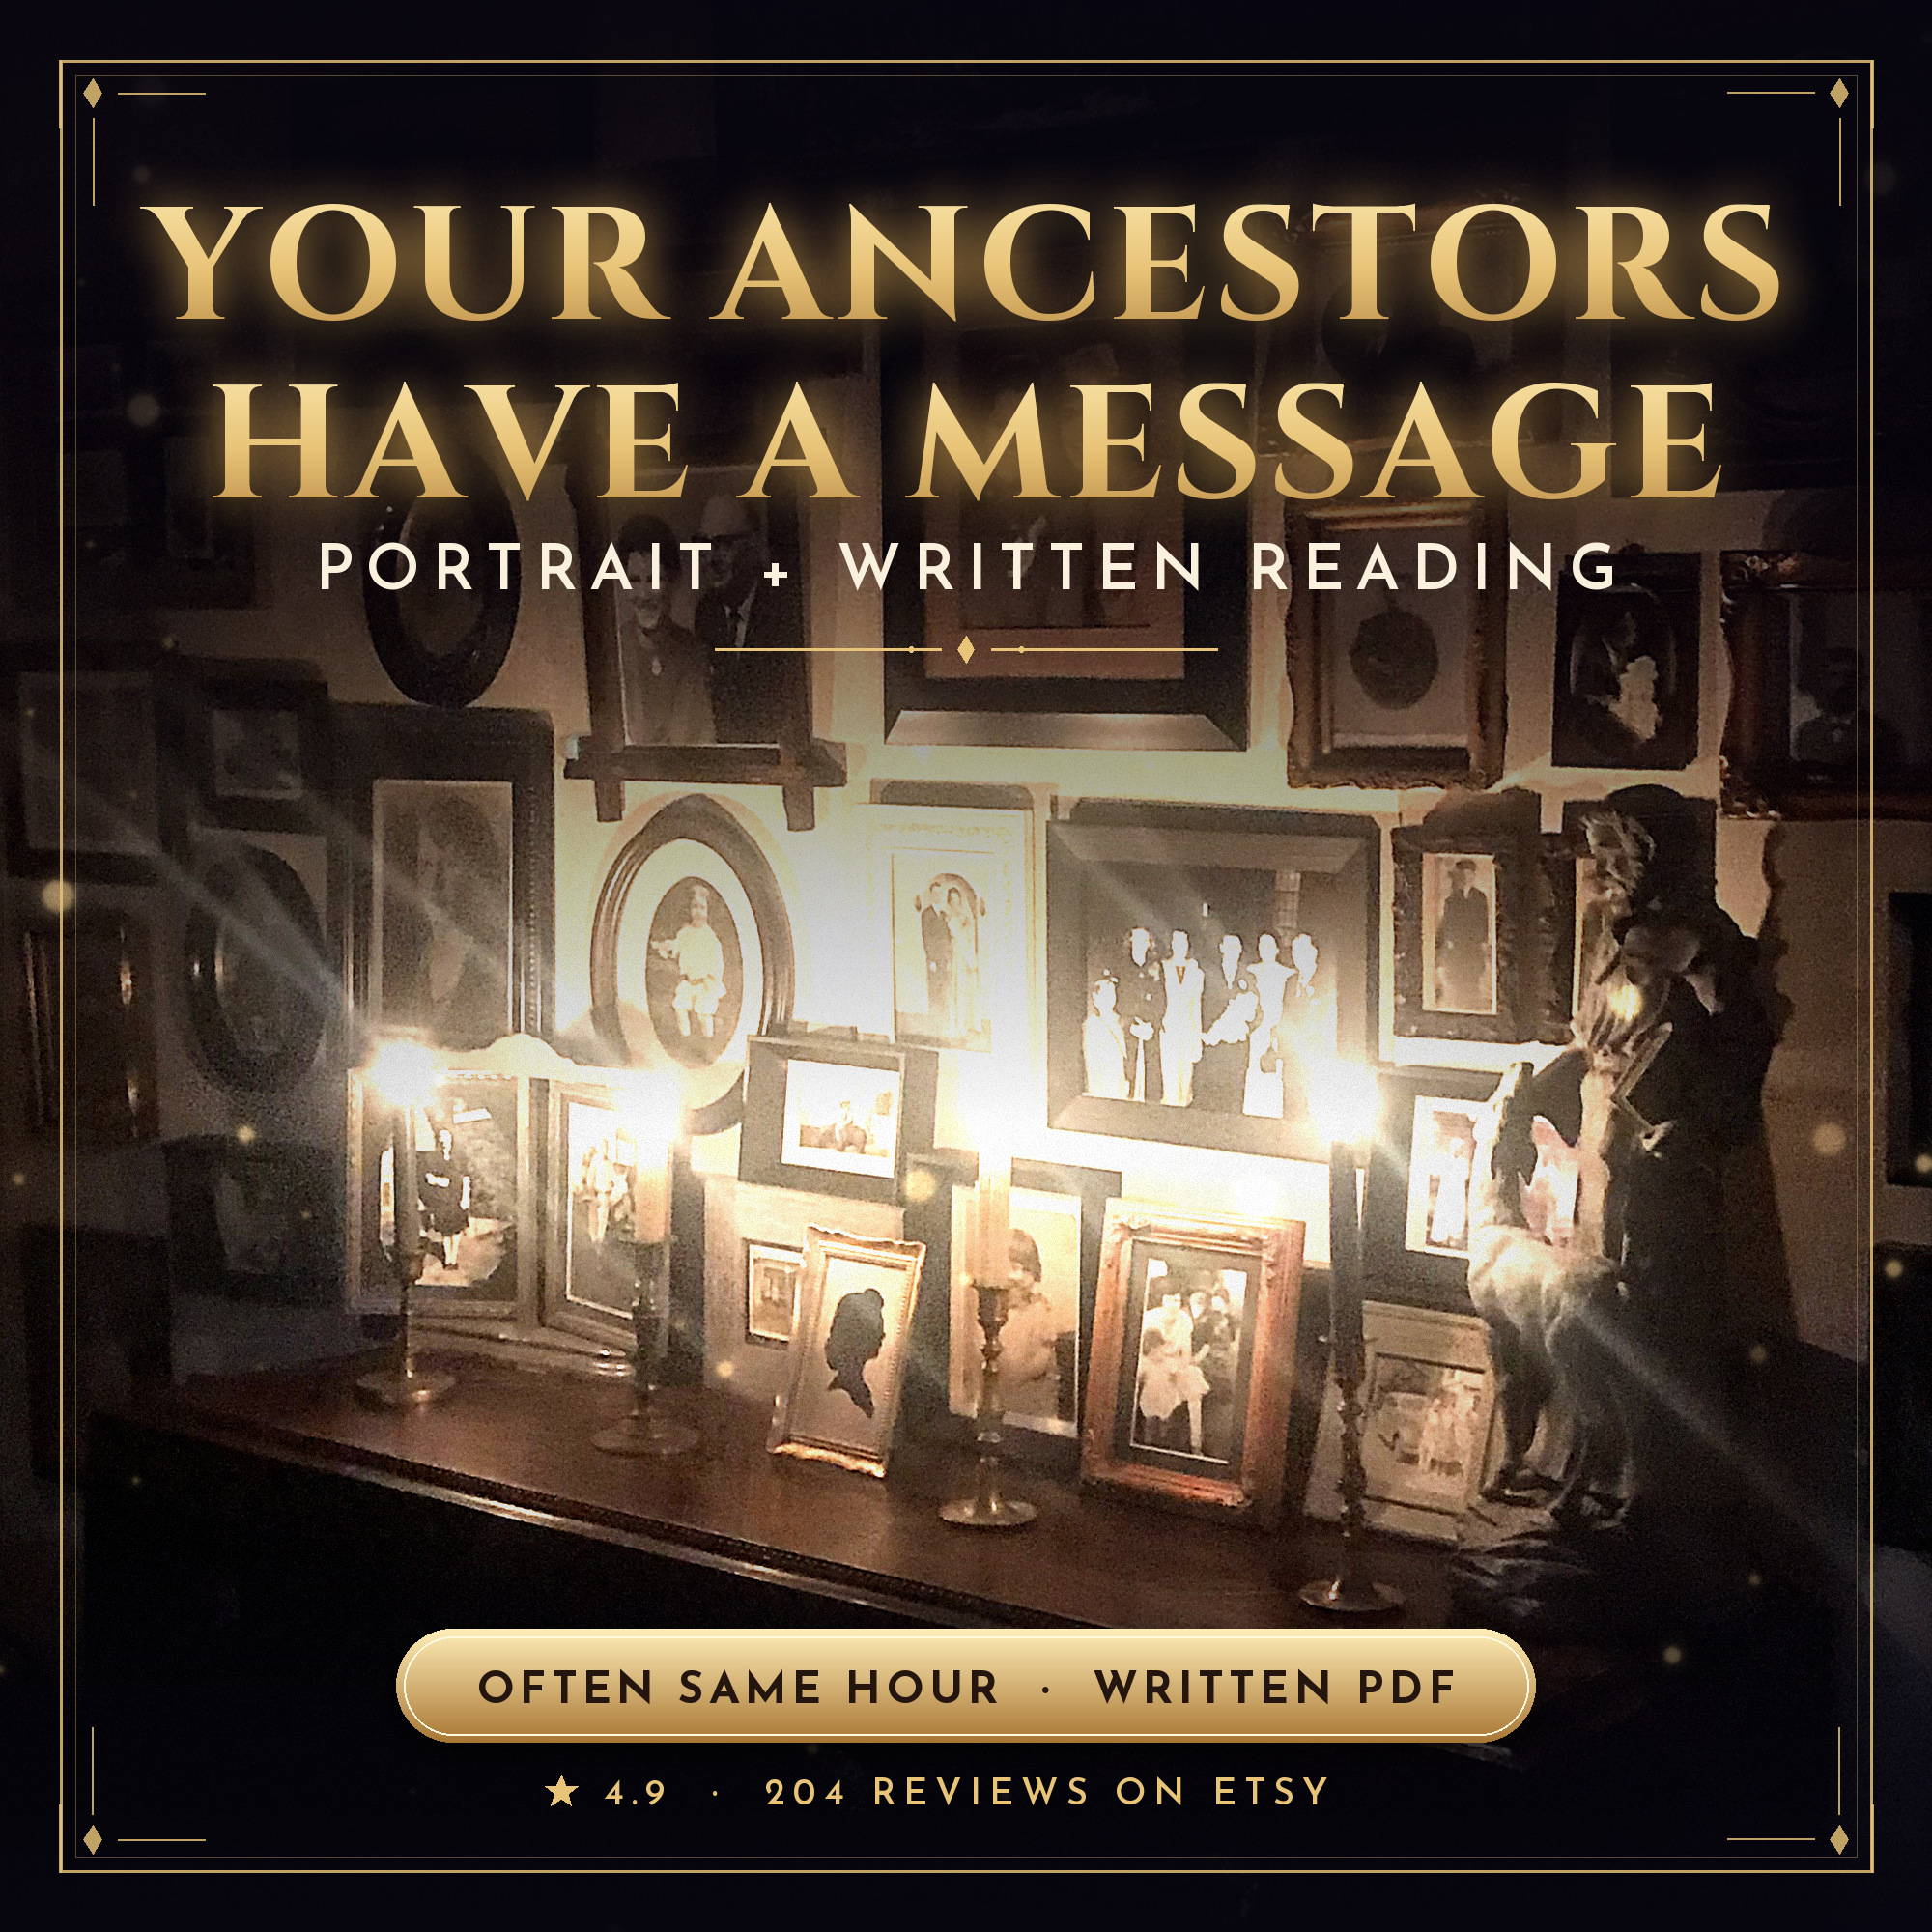 YOUR ANCESTORS
HAVE A MESSAGE
PORTRAIT + WRITTEN READING
OFTEN SAME HOUR · WRITTEN PDF
★ 4.9 · 204 REVIEWS ON ETSY